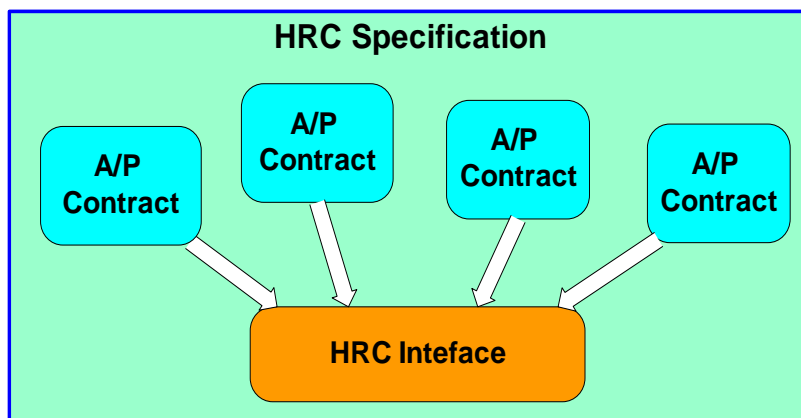 HRC Specification
A/P
Contract
A/P
Contract
A/P
Contract
A/P
Contract
HRC Inteface